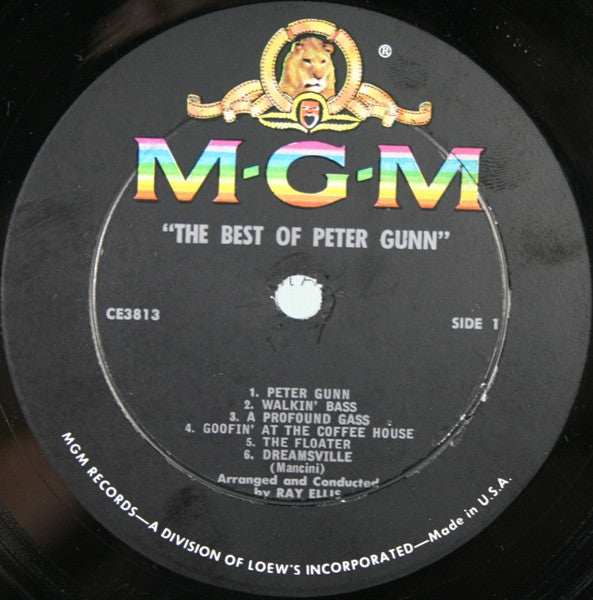 ®
M-G-M
"THE BEST OF PETER GUNN"
CE3813
SIDE 1
1. PETER GUNN
2. WALKIN' BASS
3. A PROFOUND GASS
4. GOOFIN' AT THE COFFEE HOUSE
5. THE FLOATER
6. DREAMSVILLE
(Mancini)
Arranged and Conducted
by RAY ELLIS
MGM RECORDS—A DIVISION OF LOEW'S INCORPORATED—Made in U.S.A.